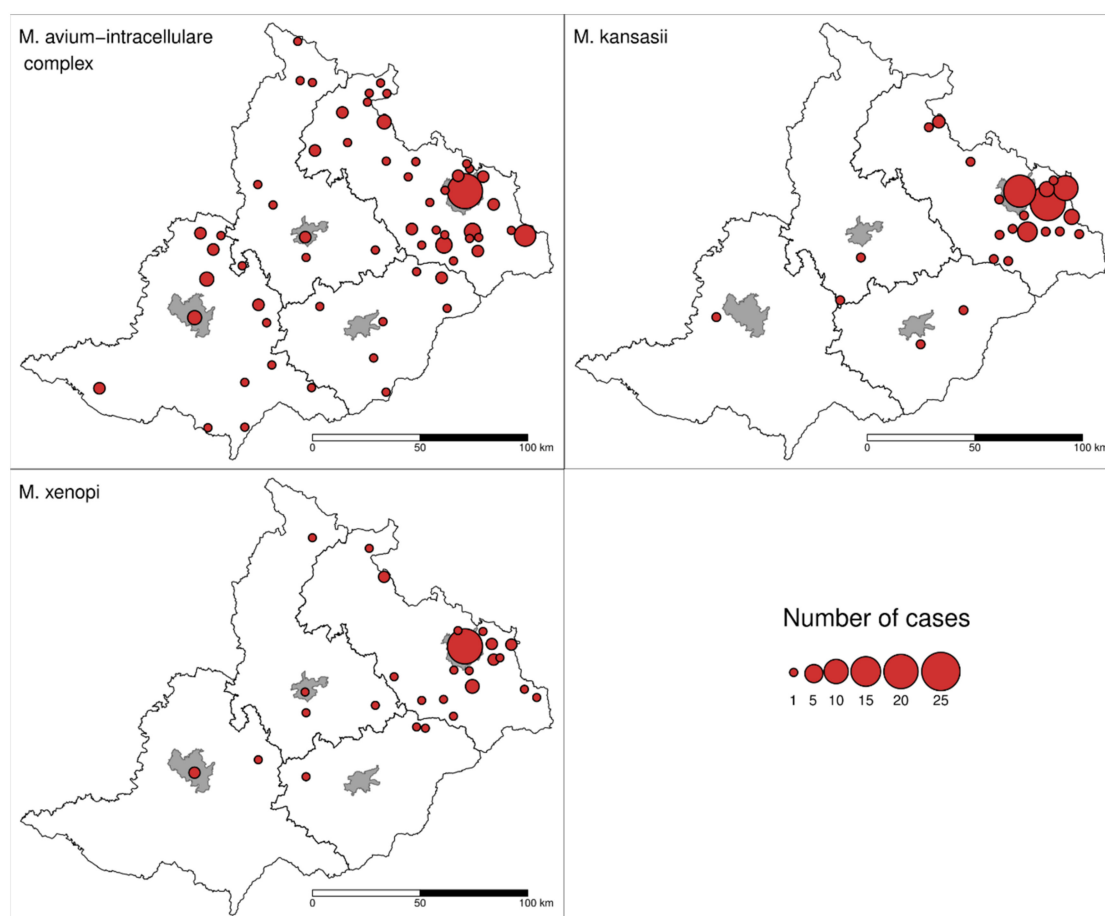 M. avium−intracellulare
complex
M. kansasii
0 50 100 km
0 50 100 km
M. xenopi
Number of cases
1 5 10 15 20 25
0 50 100 km